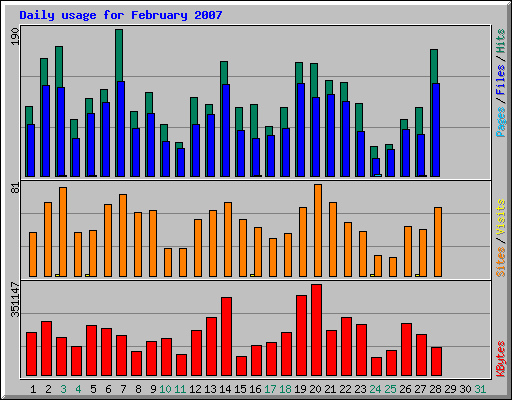 Daily usage for February 2007
190
Pages / Files / Hits
81
Sites / Visits
351147
KBytes
1 2 3 4 5 6 7 8 9 10 11 12 13 14 15 16 17 18 19 20 21 22 23 24 25 26 27 28 29 30 31